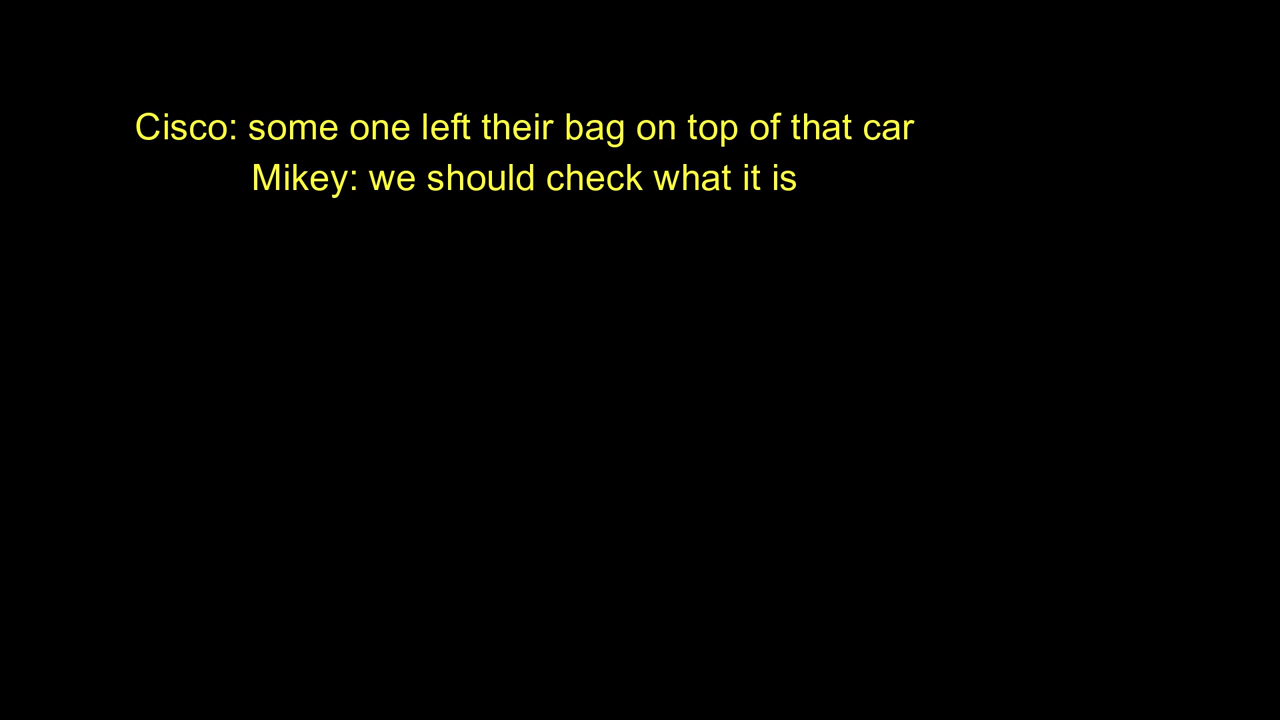 Cisco: some one left their bag on top of that car
Mikey: we should check what it is